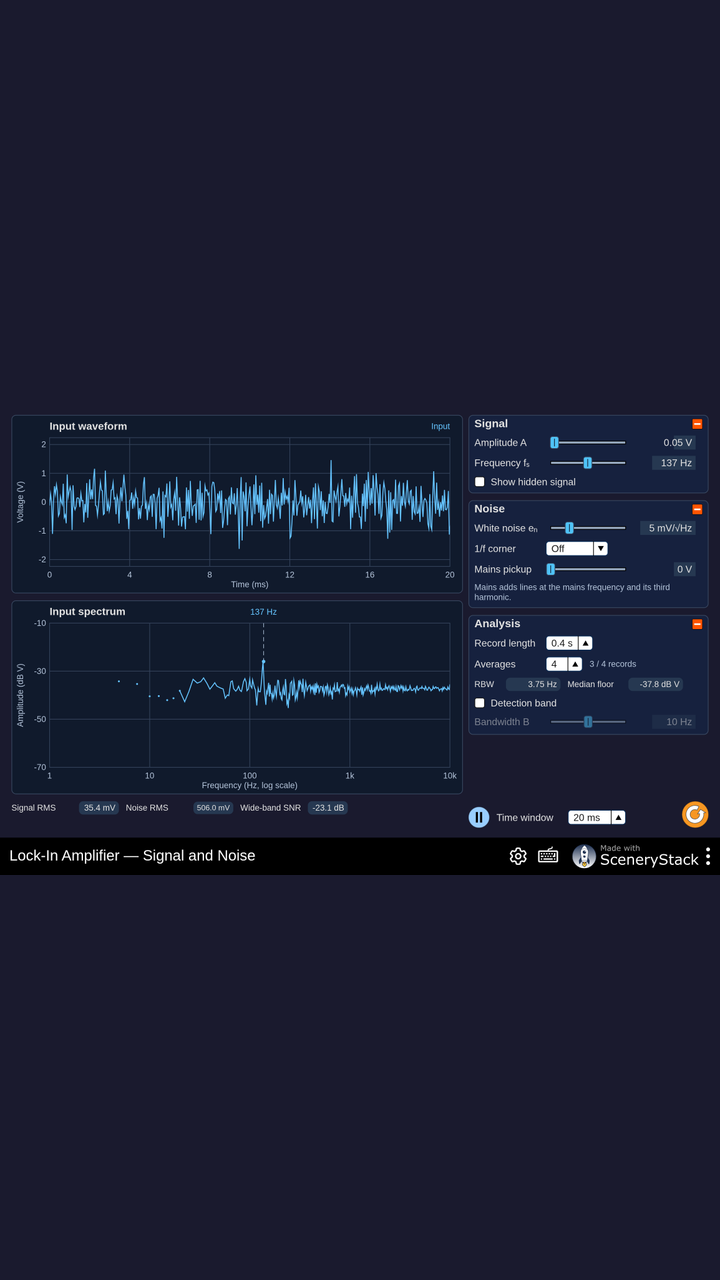 Input waveform
Input
Voltage (V)
2
1
0
-1
-2
0
4
8
12
16
20
Time (ms)
Input spectrum
137 Hz
Amplitude (dB V)
-10
-30
-50
-70
1
10
100
1k
10k
Frequency (Hz, log scale)
Signal RMS 35.4 mV Noise RMS 506.0 mV Wide-band SNR -23.1 dB
Signal
Amplitude A 0.05 V
Frequency fₛ 137 Hz
Show hidden signal
Noise
White noise eₙ 5 mV/√Hz
1/f corner Off
Mains pickup 0 V
Mains adds lines at the mains frequency and its third
harmonic.
Analysis
Record length 0.4 s
Averages 4 3 / 4 records
RBW 3.75 Hz Median floor -37.8 dB V
Detection band
Bandwidth B 10 Hz
Time window 20 ms
Lock-In Amplifier — Signal and Noise
Made with
SceneryStack